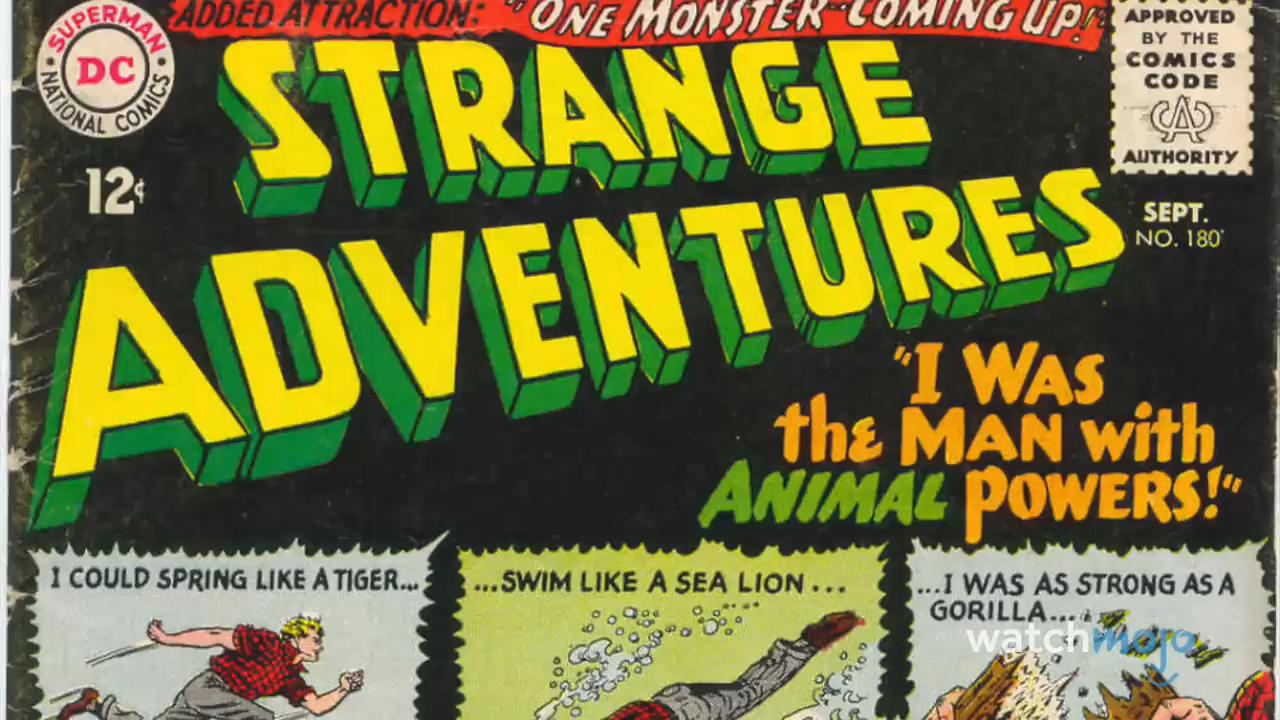 ADDED ATTRACTION: "ONE MONSTER COMING UP!"
SUPERMAN
DC
NATIONAL COMICS
APPROVED
BY THE
COMICS
CODE
CA
AUTHORITY
STRANGE
ADVENTURES
12¢
SEPT.
NO. 180
"I WAS
the MAN with
ANIMAL POWERS!"
I COULD SPRING LIKE A TIGER...
...SWIM LIKE A SEA LION...
...I WAS AS STRONG AS A
GORILLA...
watchmojo